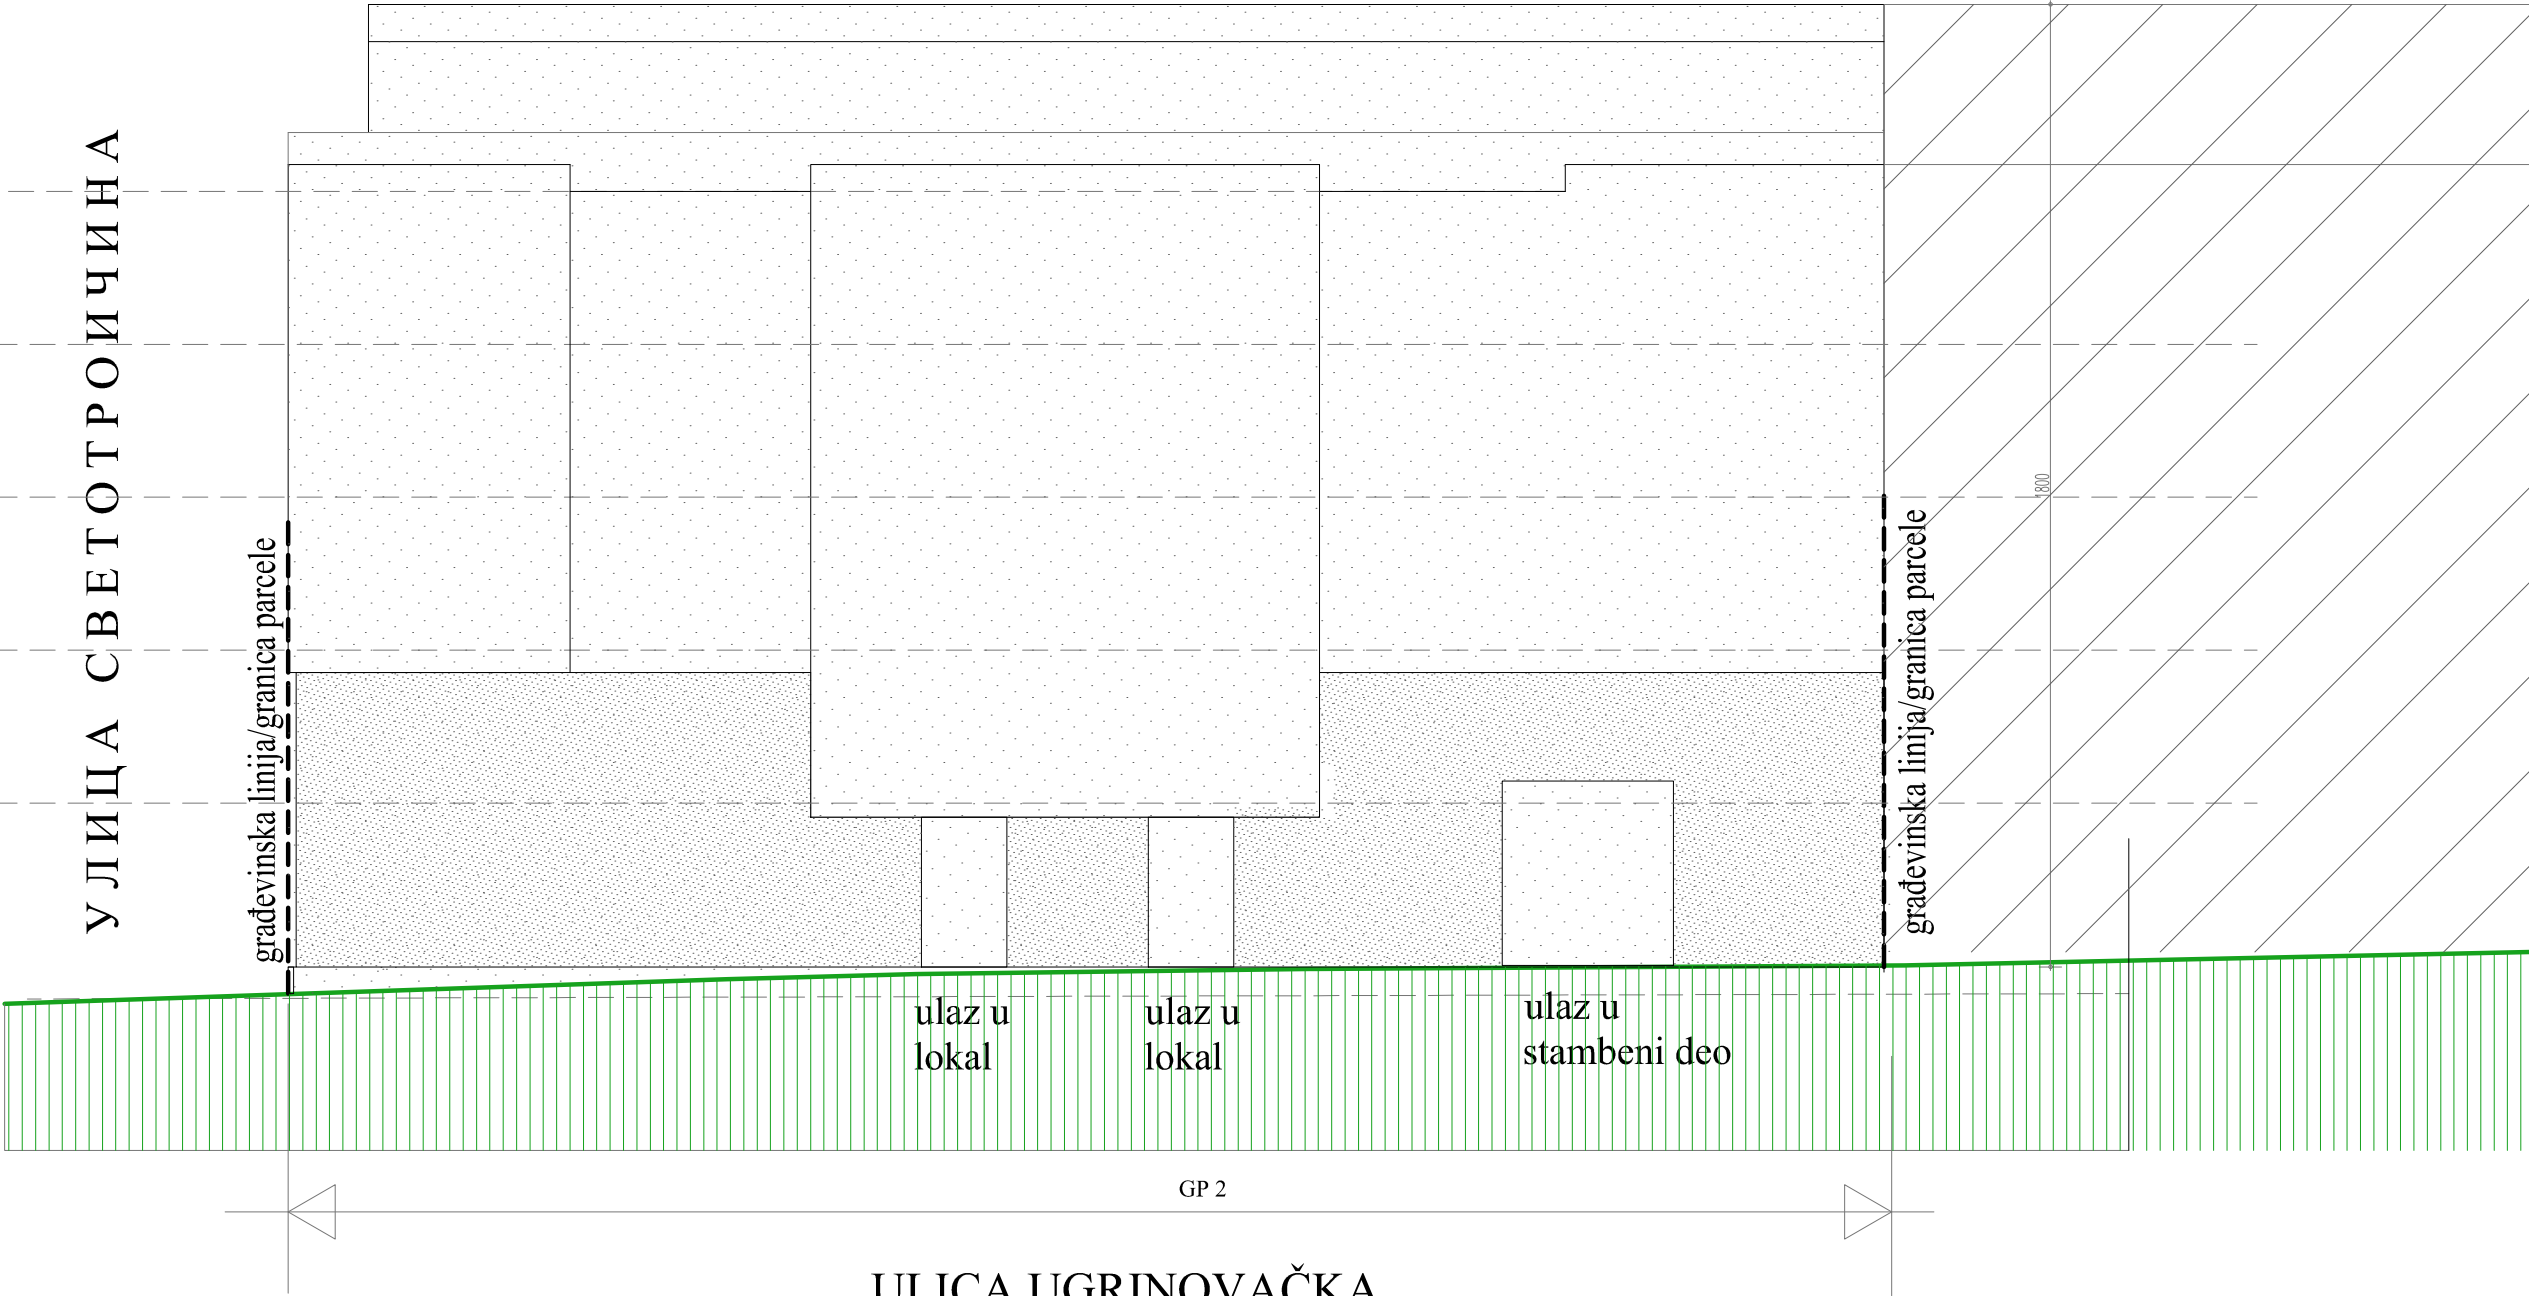 УЛИЦА СВЕТОТРОИЧИНА
građevinska linija/granica parcele
građevinska linija/granica parcele
1800
ulaz u
lokal
ulaz u
lokal
ulaz u
stambeni deo
GP 2
ULICA UGRINOVAČKA